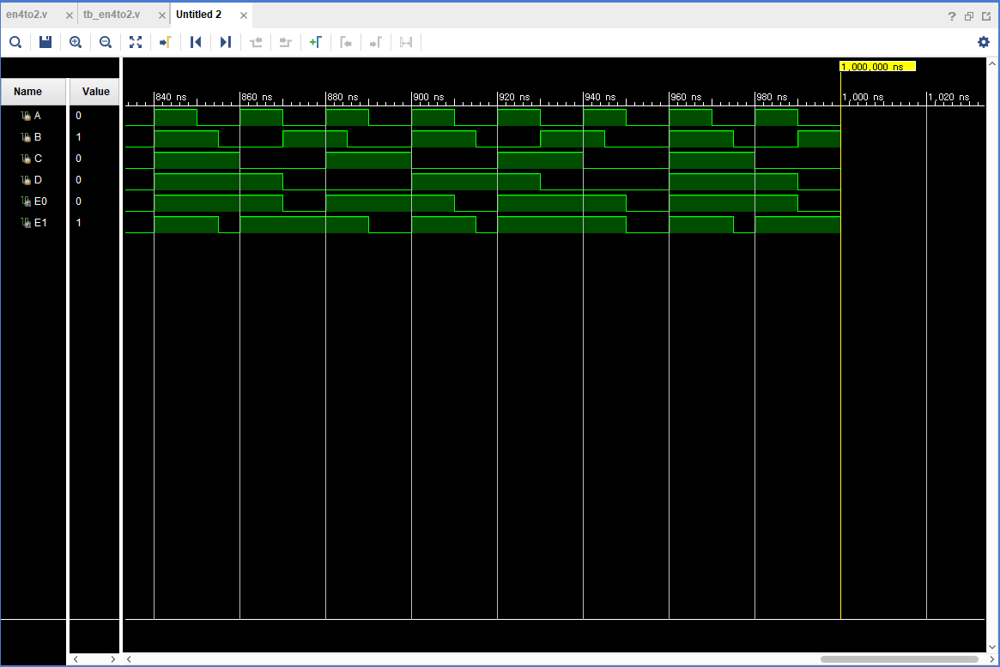 en4to2.v × tb_en4to2.v × Untitled 2 ×
?
1,000,000 ns
Name Value
840 ns 860 ns 880 ns 900 ns 920 ns 940 ns 960 ns 980 ns 1,000 ns 1,020 ns
A 0
B 1
C 0
D 0
E0 0
E1 1